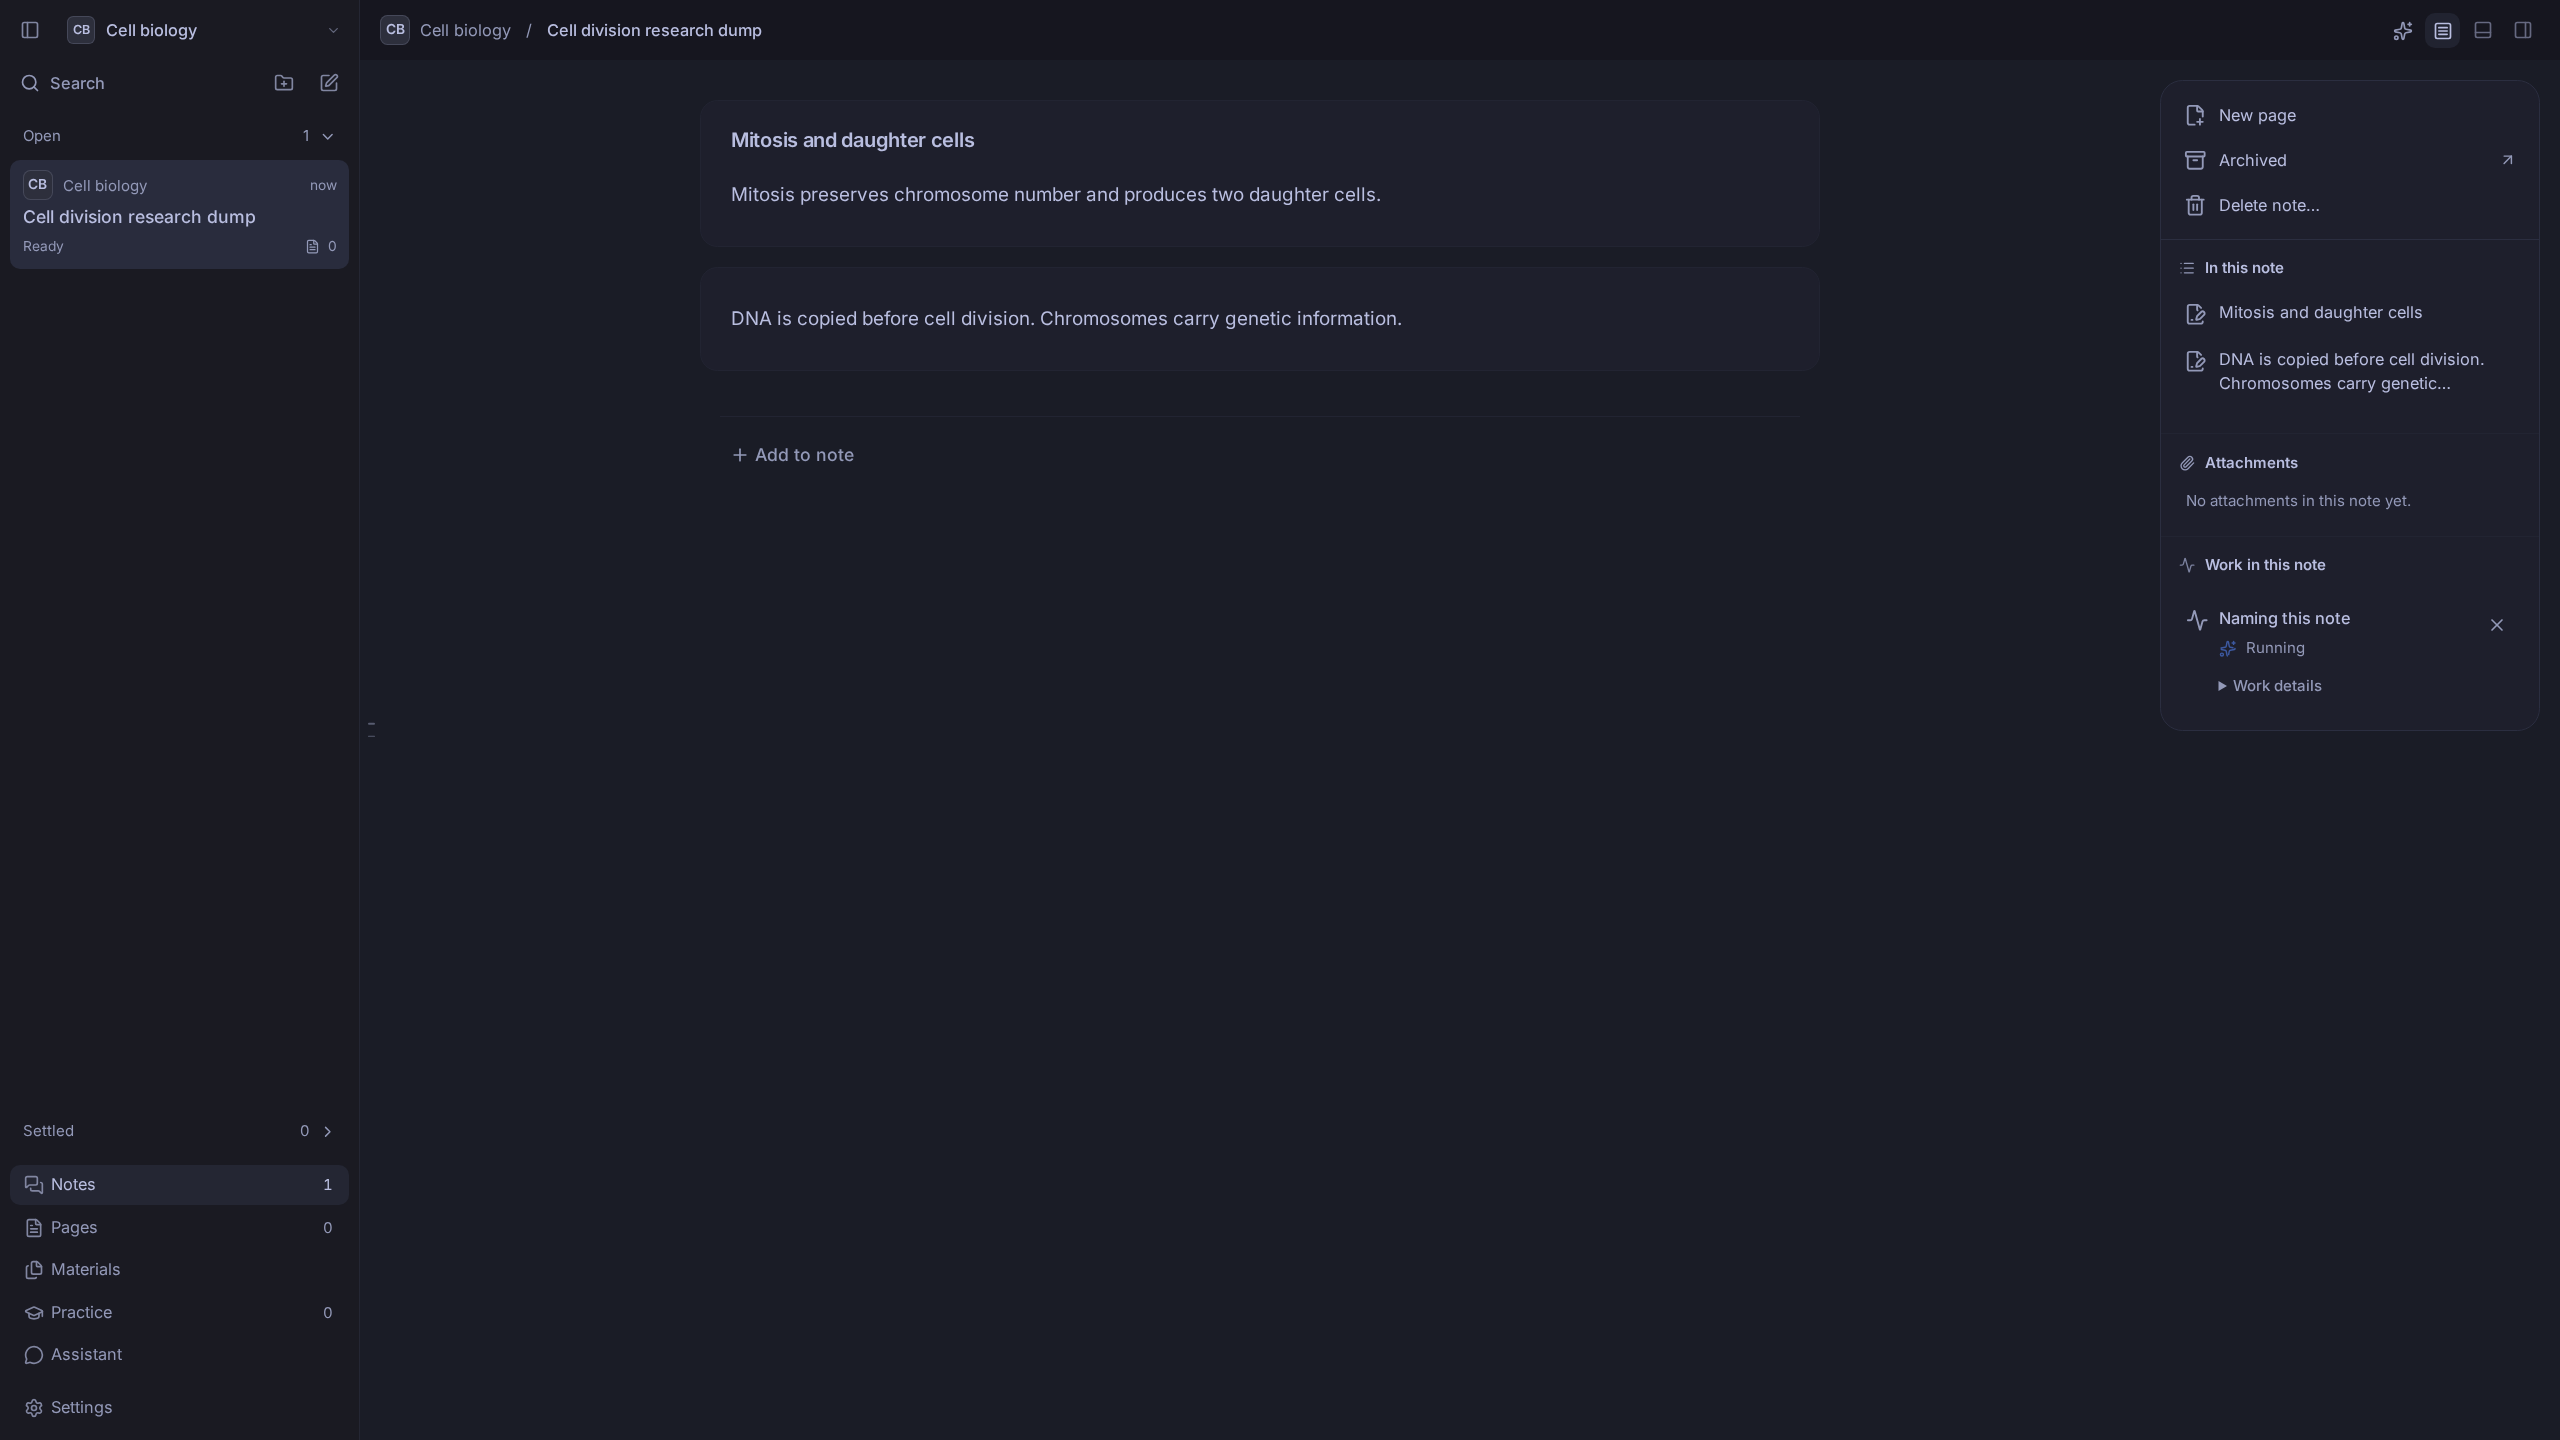 CB Cell biology
Search
Open 1
CB Cell biology now
Cell division research dump
Ready 0
Settled 0
Notes 1
Pages 0
Materials
Practice 0
Assistant
Settings
CB Cell biology / Cell division research dump
Mitosis and daughter cells
Mitosis preserves chromosome number and produces two daughter cells.
DNA is copied before cell division. Chromosomes carry genetic information.
Add to note
New page
Archived
Delete note...
In this note
Mitosis and daughter cells
DNA is copied before cell division.
Chromosomes carry genetic...
Attachments
No attachments in this note yet.
Work in this note
Naming this note
Running
Work details